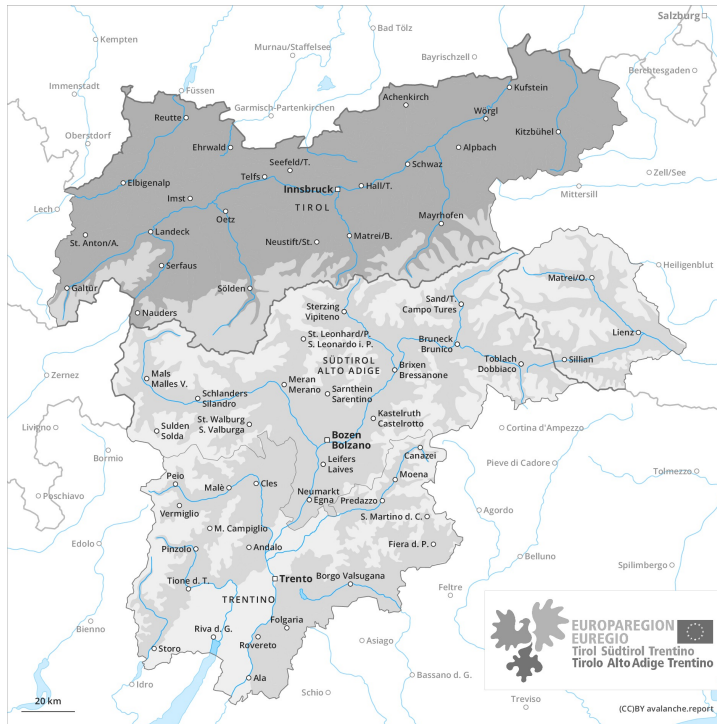 Salzburg
Kempten
Bad Tölz
Murnau/Staffelsee
Bayrischzell
Berchtesgaden
Immenstadt
Füssen
Garmisch-Partenkirchen
Achenkirch
Kufstein
Reutte
Wörgl
Oberstdorf
Ehrwald
Kitzbühel
Alpbach
Seefeld/T.
Schwaz
Zell/See
Telfs
Elbigenalp
Innsbruck
Hall/T.
Mittersill
Imst
TIROL
Lech
Oetz
Mayrhofen
St. Anton/A.
Landeck
Neustift/St.
Matrei/B.
Serfaus
Heiligenblut
Matrei/O.
Galtür
Sölden
Nauders
Sterzing
Vipiteno
Sand/T.
Campo Tures
Lienz
St. Leonhard/P.
S. Leonardo i. P.
Bruneck
Brunico
Sillian
SÜDTIROL
ALTO ADIGE
Toblach
Dobbiaco
Brixen
Bressanone
Zernez
Mals
Malles V.
Meran
Merano
Sarnthein
Sarentino
Schlanders
Silandro
St. Walburg
S. Valburga
Kastelruth
Castelrotto
Livigno
Sulden
Solda
Cortina d'Ampezzo
Bozen
Bolzano
Bormio
Canazei
Leifers
Laives
Pieve di Cadore
Tolmezzo
Moena
Peio
Malè
Cles
Poschiavo
Neumarkt
Egna
Predazzo
Vermiglio
S. Martino d. C.
Agordo
M. Campiglio
Edolo
Pinzolo
Andalo
Fiera d. P.
Belluno
Spilimbergo
Tione d. T.
Trento
Borgo Valsugana
Feltre
TRENTINO
Bienno
Riva d. G.
Folgaria
Storo
Rovereto
Asiago
EUROPAREGION
EUREGIO
Tirol Südtirol Trentino
Tirolo Alto Adige Trentino
Ala
Bassano d. G.
Idro
Schio
Treviso
20 km
(CC)BY avalanche.report